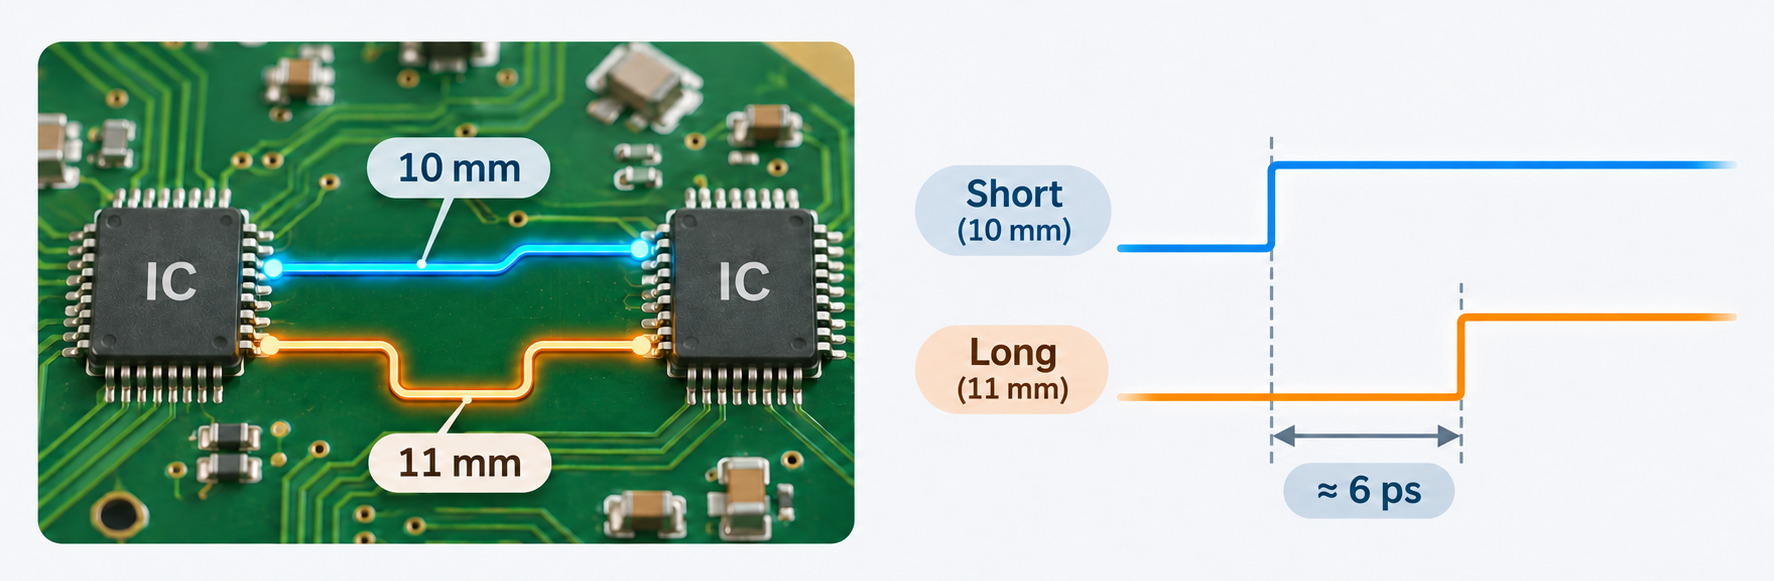 10 mm
IC
IC
11 mm
Short
(10 mm)
Long
(11 mm)
≈ 6 ps